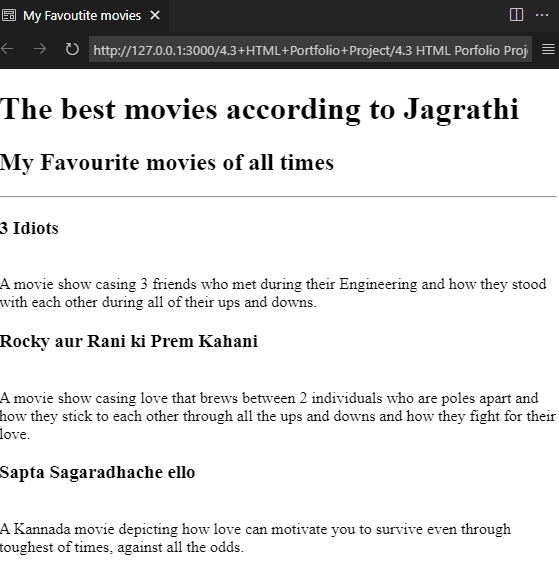 My Favoutite movies
http://127.0.0.1:3000/4.3+HTML+Portfolio+Project/4.3 HTML Porfolio Proj
The best movies according to Jagrathi
My Favourite movies of all times
3 Idiots
A movie show casing 3 friends who met during their Engineering and how they stood
with each other during all of their ups and downs.
Rocky aur Rani ki Prem Kahani
A movie show casing love that brews between 2 individuals who are poles apart and
how they stick to each other through all the ups and downs and how they fight for their
love.
Sapta Sagaradhache ello
A Kannada movie depicting how love can motivate you to survive even through
toughest of times, against all the odds.